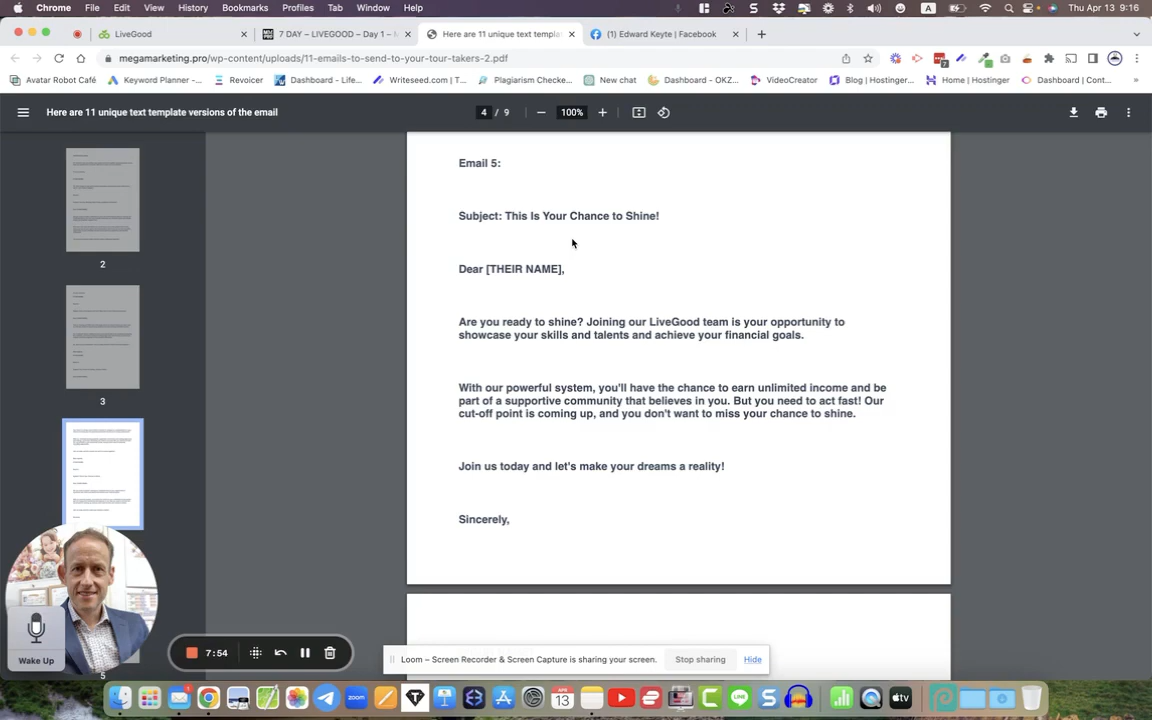 Chrome File Edit View History Bookmarks Profiles Tab Window Help A Thu Apr 13 9:16
LiveGood 7 DAY – LIVEGOOD – Day 1 – Here are 11 unique text templa (1) Edward Keyte | Facebook
megamarketing.pro/wp-content/uploads/11-emails-to-send-to-your-tour-takers-2.pdf
Avatar Robot Café Keyword Planner -... Revoicer Dashboard - Life... Writeseed.com | T... Plagiarism Checke... New chat Dashboard - OKZ... VideoCreator Blog | Hostinger... Home | Hostinger Dashboard | Cont...
Here are 11 unique text template versions of the email 4 / 9 100%
Email 5:
Subject: This Is Your Chance to Shine!
Dear [THEIR NAME],
Are you ready to shine? Joining our LiveGood team is your opportunity to
showcase your skills and talents and achieve your financial goals.
With our powerful system, you'll have the chance to earn unlimited income and be
part of a supportive community that believes in you. But you need to act fast! Our
cut-off point is coming up, and you don't want to miss your chance to shine.
Join us today and let's make your dreams a reality!
Sincerely,
2
3
5
Wake Up
7:54
Loom – Screen Recorder & Screen Capture is sharing your screen. Stop sharing Hide
APR
13
zoom
LINE
tv